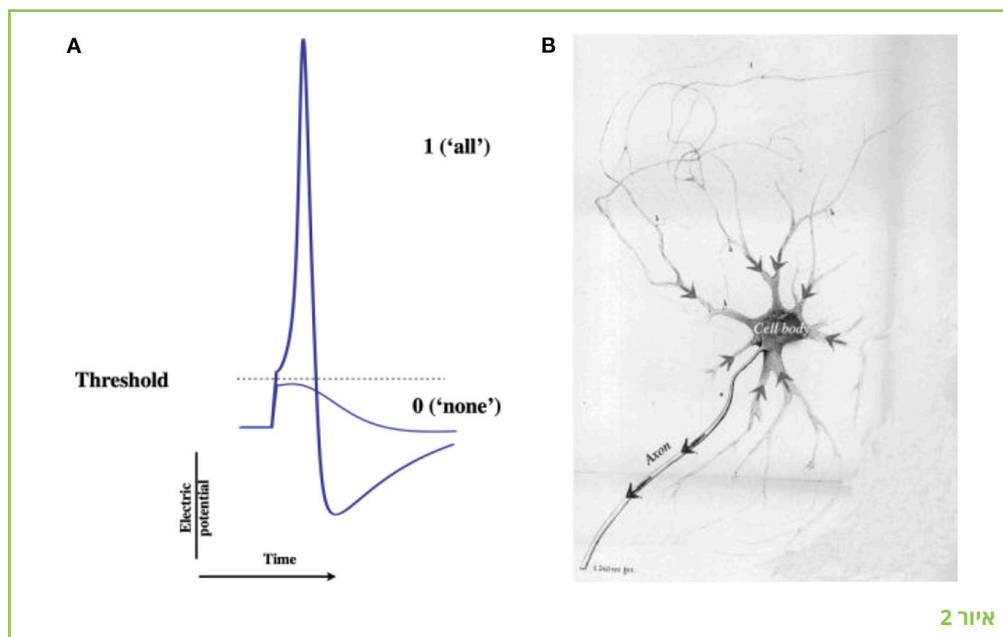 A
1 (‘all’)
Threshold
0 (‘none’)
Electric
potential
Time
B
Cell body
Axon
איור 2